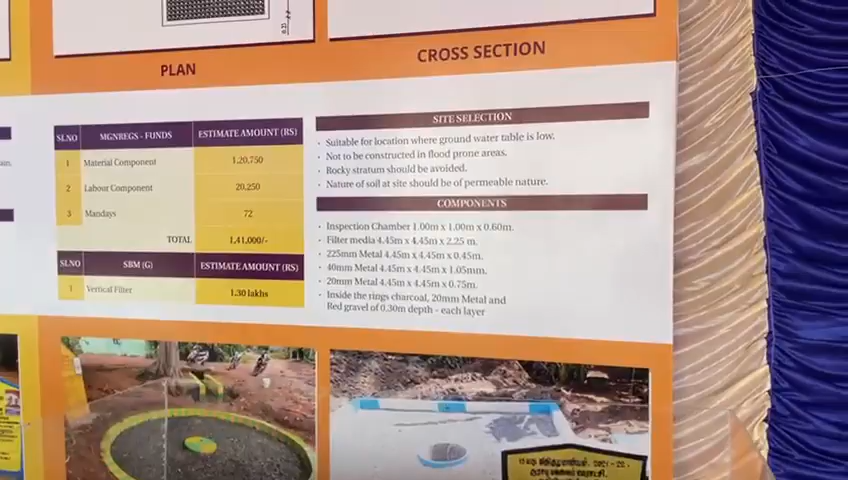 0.15
PLAN
CROSS SECTION
SI.NO MGNREGS - FUNDS ESTIMATE AMOUNT (RS)
1 Material Component 1,20,750
2 Labour Component 20,250
3 Mandays 72
TOTAL 1,41,000/-
SI.NO SBM (G) ESTIMATE AMOUNT (RS)
1 Vertical Filter 1.30 lakhs
SITE SELECTION
· Suitable for location where ground water table is low.
· Not to be constructed in flood prone areas.
· Rocky stratum should be avoided.
· Nature of soil at site should be of permeable nature.
COMPONENTS
· Inspection Chamber 1.00m x 1.00m x 0.60m.
· Filter media 4.45m x 4.45m x 2.25 m.
· 225mm Metal 4.45m x 4.45m x 0.45m.
· 40mm Metal 4.45m x 4.45m x 1.05mm.
· 20mm Metal 4.45m x 4.45m x 0.75m.
· Inside the rings charcoal, 20mm Metal and
Red gravel of 0.30m depth - each layer